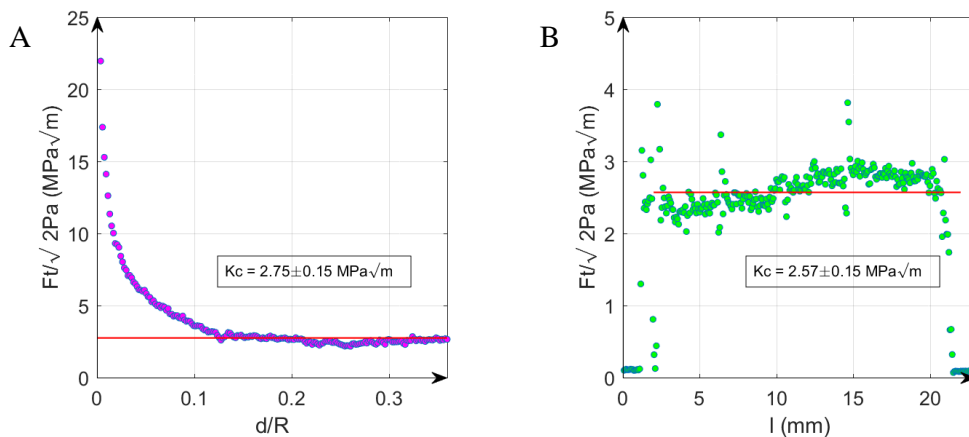 A
Ft/√ 2Pa (MPa√m)
25
20
15
10
5
0
Kc = 2.75±0.15 MPa√m
0
0.1
0.2
0.3
d/R
B
Ft/√ 2Pa (MPa√m)
5
4
3
2
1
0
Kc = 2.57±0.15 MPa√m
0
5
10
15
20
l (mm)